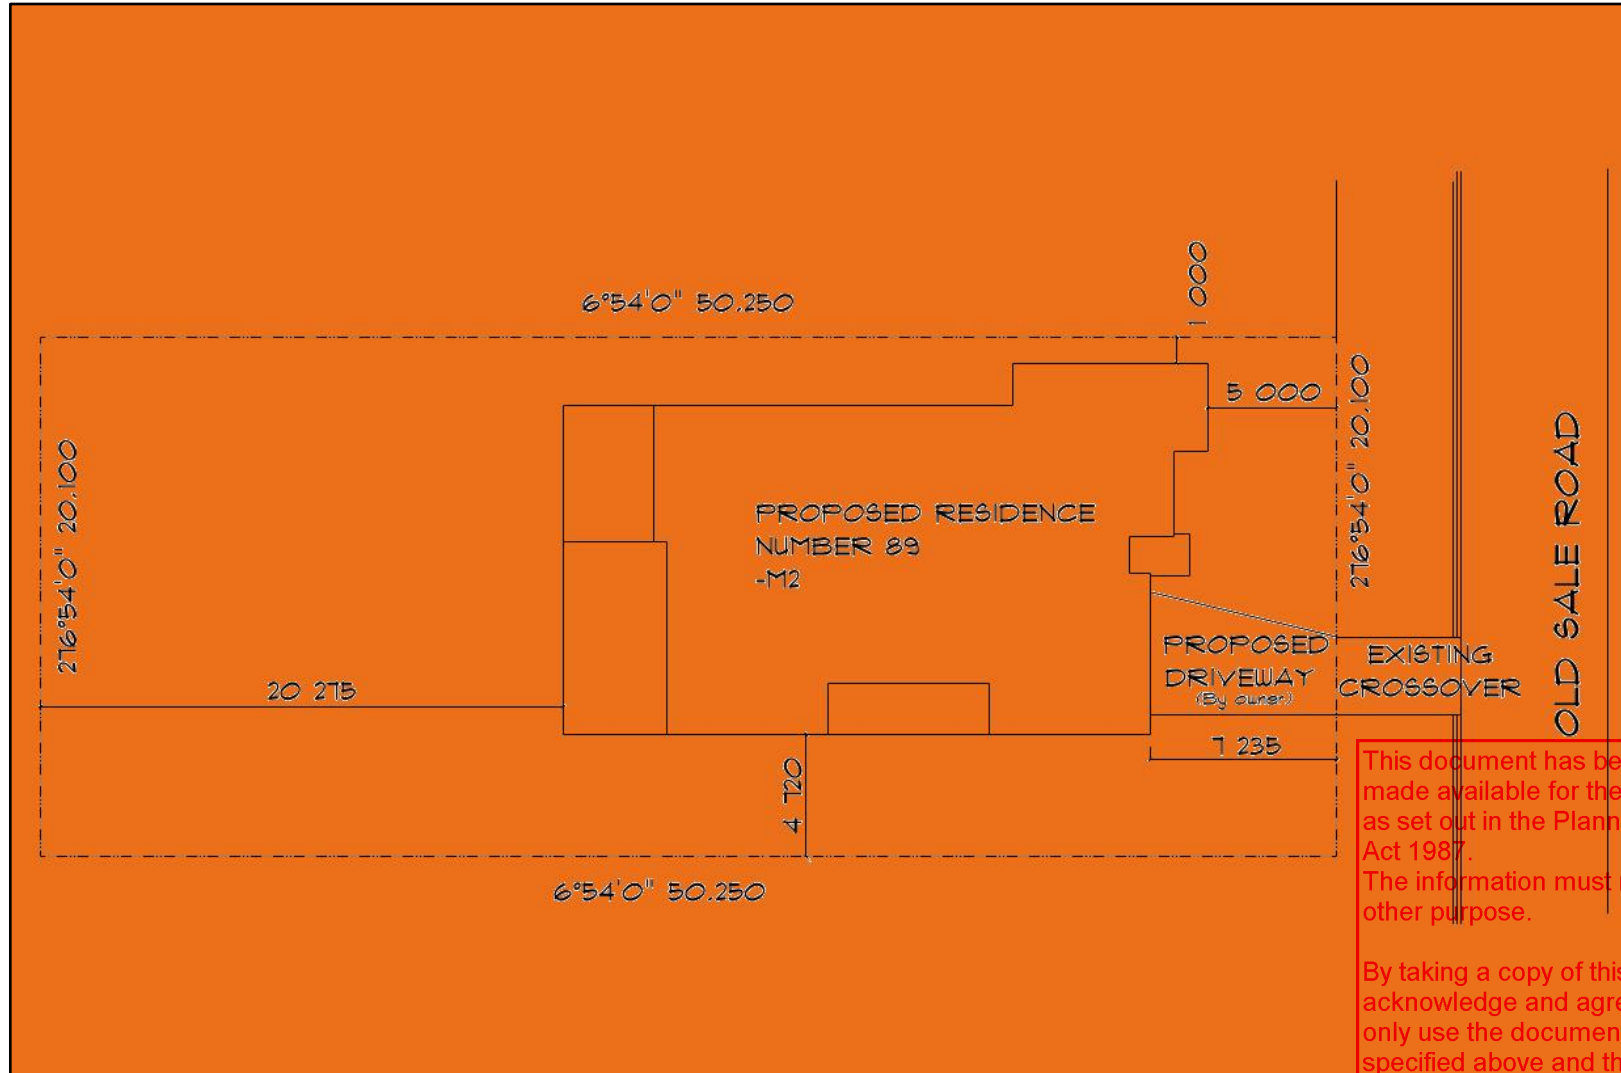 1 000
6°54'0" 50.250
5 000
276°54'0" 20.100
276°54'0" 20.100
PROPOSED RESIDENCE
NUMBER 89
-M2
OLD SALE ROAD
PROPOSED
DRIVEWAY
(By owner)
EXISTING
CROSSOVER
20 275
7 235
4 720
6°54'0" 50.250
This document has be
made available for the
as set out in the Plann
Act 1987.
The information must
other purpose.
By taking a copy of this
acknowledge and agre
only use the documen
specified above and th